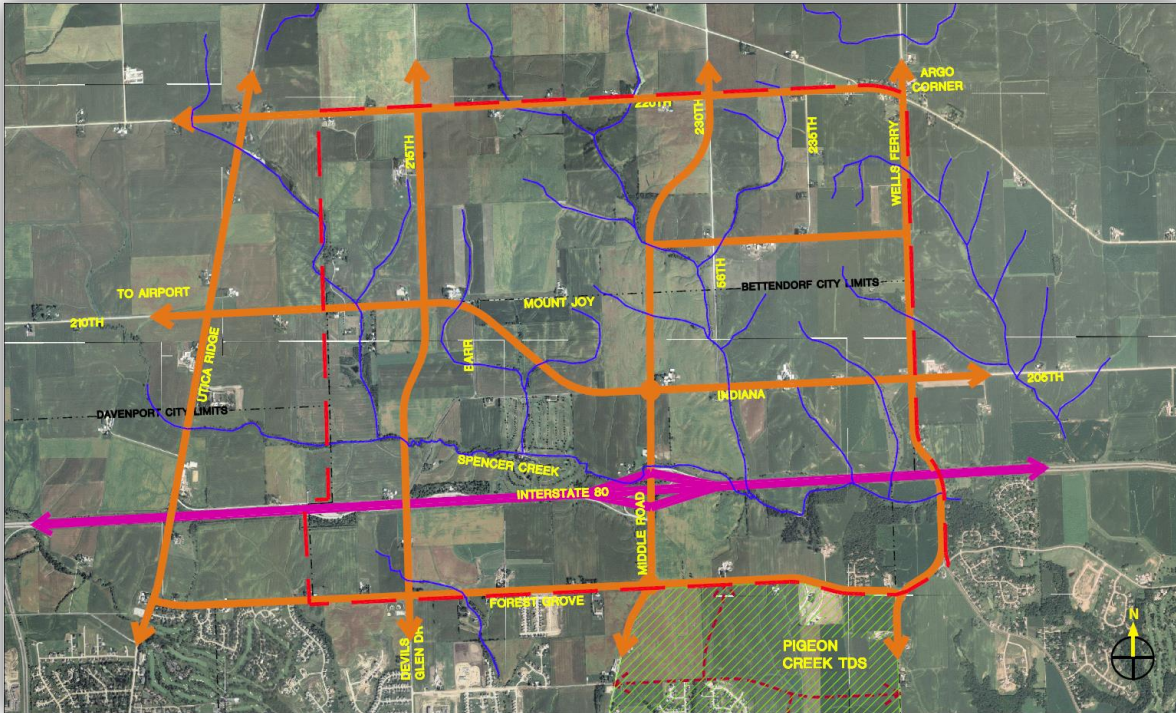 ARGO
CORNER
220TH
230TH
215TH
235TH
WELLS FERRY
TO AIRPORT
210TH
UTICA RIDGE
MOUNT JOY
BARR
56TH
BETTENDORF CITY LIMITS
INDIANA
205TH
DAVENPORT CITY LIMITS
SPENCER CREEK
INTERSTATE 80
MIDDLE ROAD
FOREST GROVE
DEVILS
GLEN DR
PIGEON
CREEK TDS
N